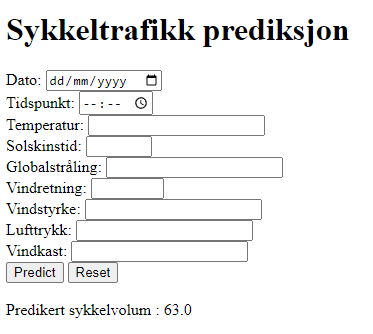 Sykkeltrafikk prediksjon
Dato: dd/mm/yyyy
Tidspunkt: --:--
Temperatur:
Solskinstid:
Globalstråling:
Vindretning:
Vindstyrke:
Lufttrykk:
Vindkast:
Predict Reset
Predikert sykkelvolum : 63.0